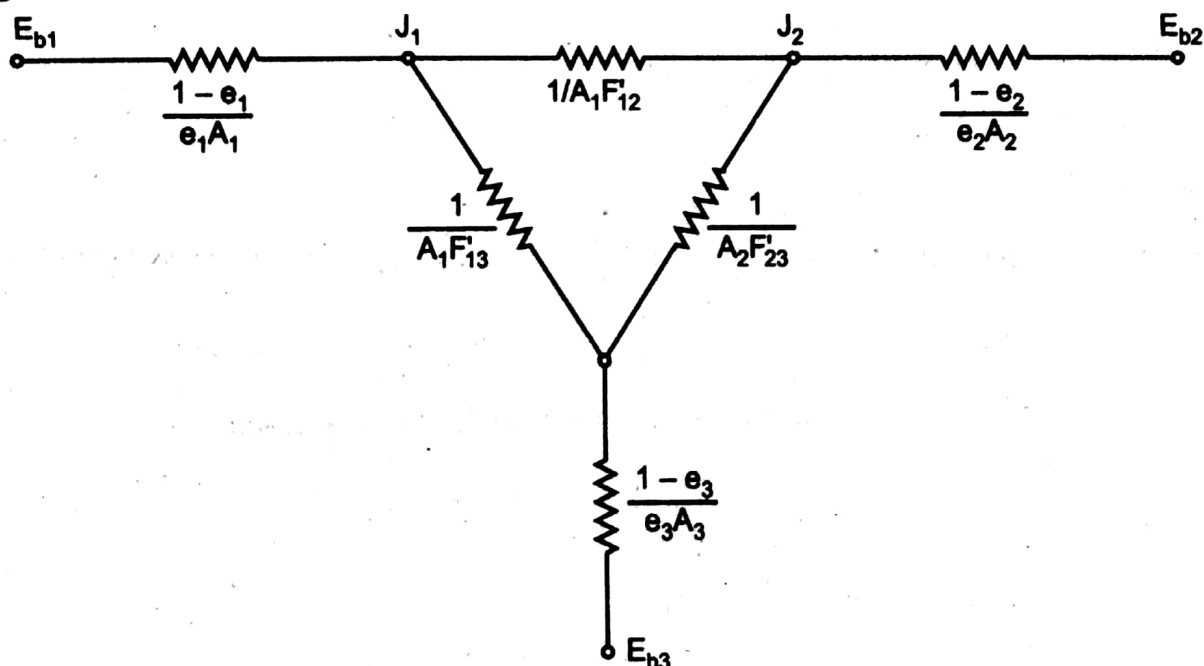 E_b1
J_1
J_2
E_b2
1 – e_1
e_1A_1
1/A_1F'_12
1 – e_2
e_2A_2
1
A_1F'_13
1
A_2F'_23
1 – e_3
e_3A_3
E_b3